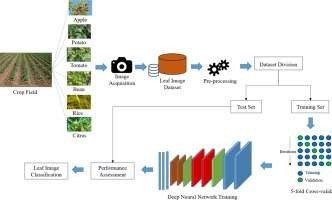 Apple
Potato
Tomato
Bean
Rice
Citrus
Crop Field
Image
Acquisition
Leaf Image
Dataset
Pre-processing
Dataset Division
Test Set
Training Set
Iterations
Training
Validation
5-fold Cross-valid
Deep Neural Network Training
Performance
Assessment
Leaf Image
Classification